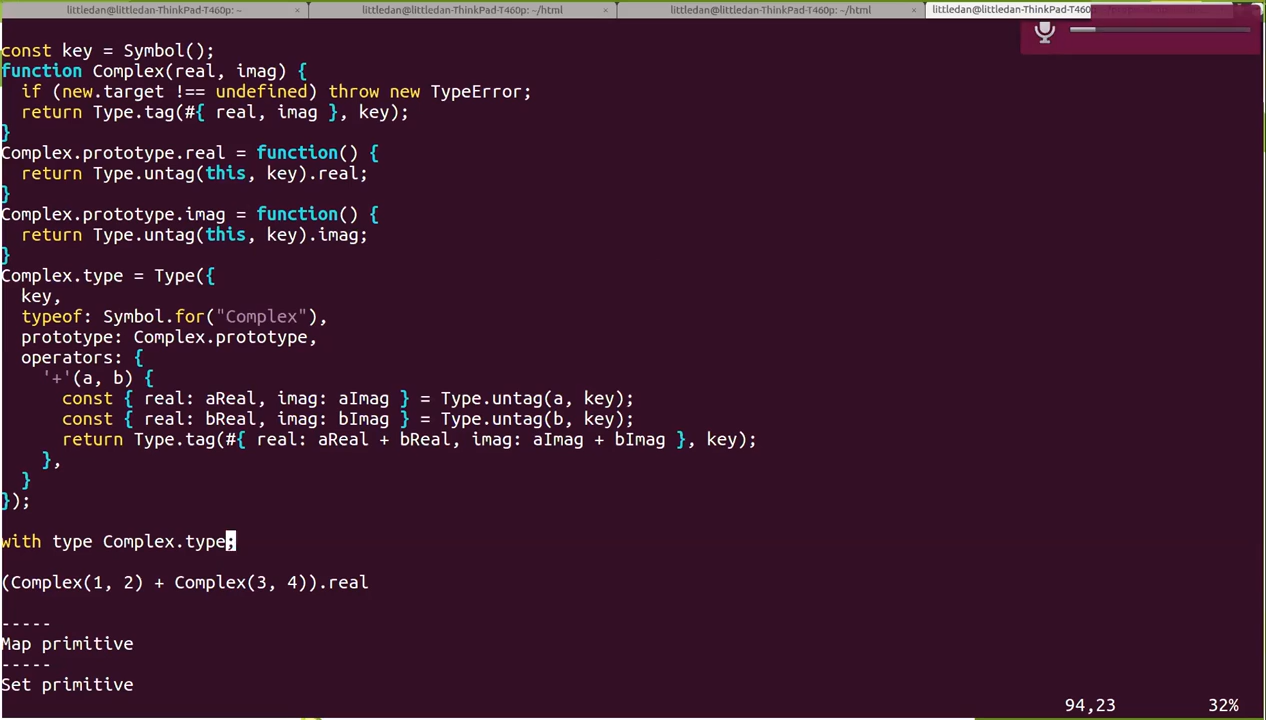 littledan@littledan-ThinkPad-T460p: ~ × littledan@littledan-ThinkPad-T460p: ~/html × littledan@littledan-ThinkPad-T460p: ~/html × littledan@littledan-ThinkPad-T460
const key = Symbol();
function Complex(real, imag) {
  if (new.target !== undefined) throw new TypeError;
  return Type.tag(#{ real, imag }, key);
}
Complex.prototype.real = function() {
  return Type.untag(this, key).real;
}
Complex.prototype.imag = function() {
  return Type.untag(this, key).imag;
}
Complex.type = Type({
  key,
  typeof: Symbol.for("Complex"),
  prototype: Complex.prototype,
  operators: {
    '+'(a, b) {
      const { real: aReal, imag: aImag } = Type.untag(a, key);
      const { real: bReal, imag: bImag } = Type.untag(b, key);
      return Type.tag(#{ real: aReal + bReal, imag: aImag + bImag }, key);
    },
  }
});
with type Complex.type;
(Complex(1, 2) + Complex(3, 4)).real
-----
Map primitive
-----
Set primitive
94,23 32%